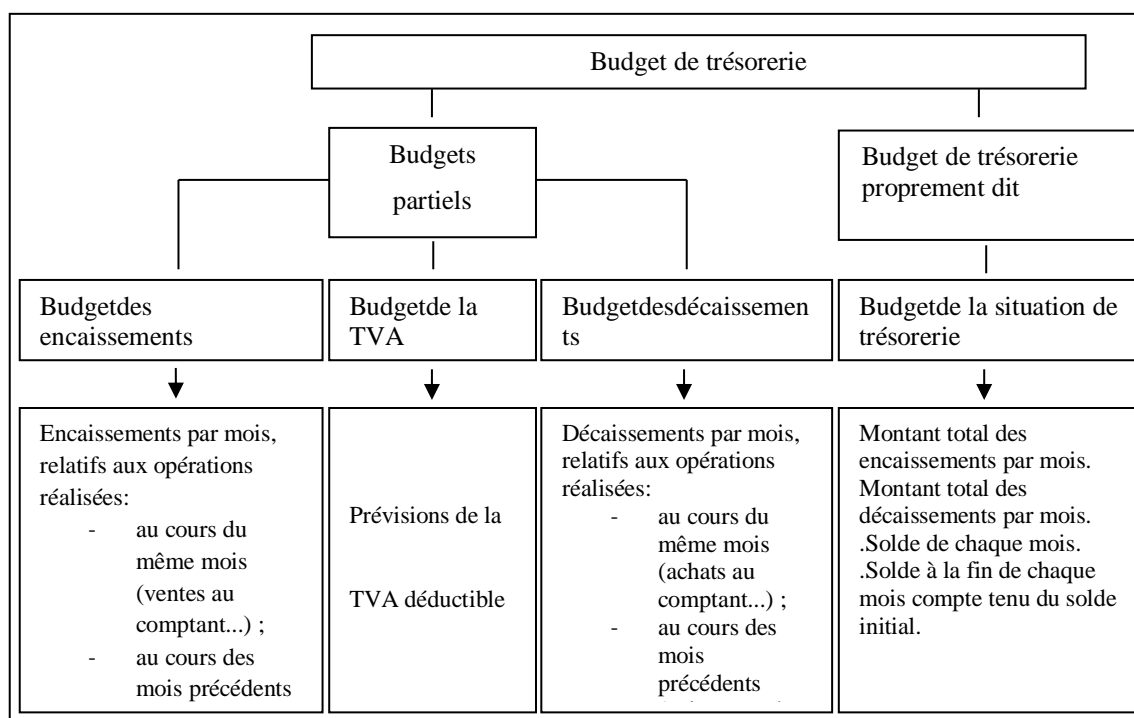 Budget de trésorerie
Budgets
partiels
Budget de trésorerie
proprement dit
Budgetdes
encaissements
Budgetde la
TVA
Budgetdesdécaissemen
ts
Budgetde la situation de
trésorerie
Encaissements par mois,
relatifs aux opérations
réalisées:
- au cours du
même mois
(ventes au
comptant...) ;
- au cours des
mois précédents
Prévisions de la
TVA déductible
Décaissements par mois,
relatifs aux opérations
réalisées:
- au cours du
même mois
(achats au
comptant...) ;
- au cours des
mois
précédents
Montant total des
encaissements par mois.
Montant total des
décaissements par mois.
.Solde de chaque mois.
.Solde à la fin de chaque
mois compte tenu du solde
initial.